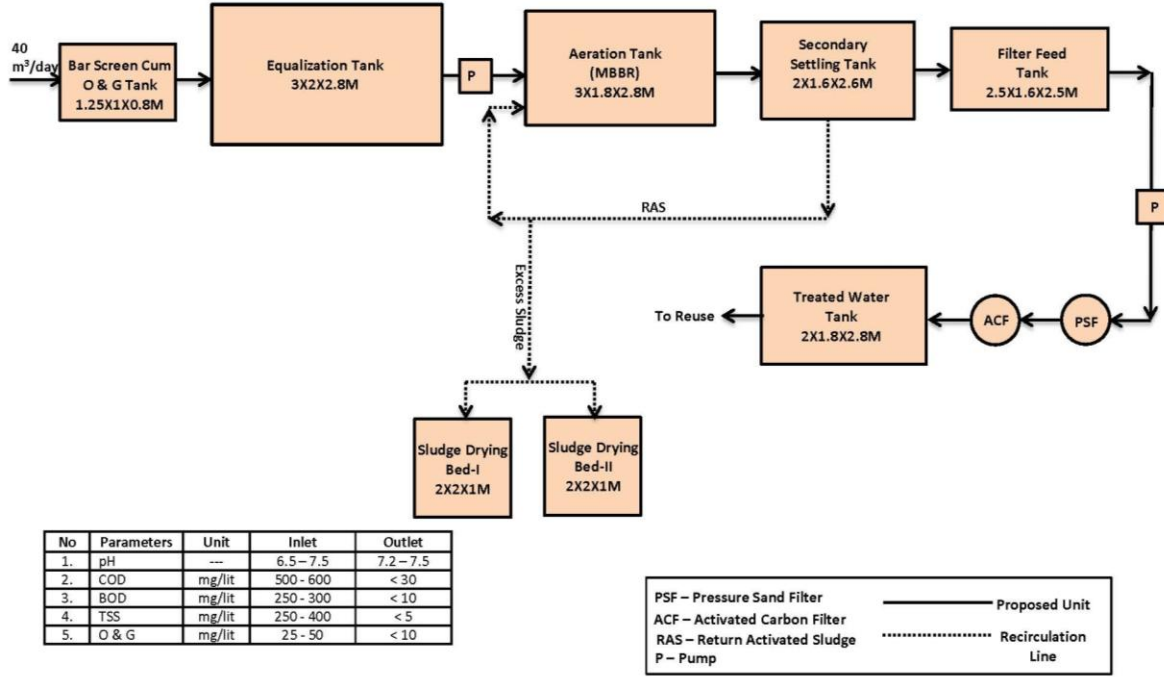 40
m³/day
Bar Screen Cum
O & G Tank
1.25X1X0.8M
Equalization Tank
3X2X2.8M
P
Aeration Tank
(MBBR)
3X1.8X2.8M
Secondary
Settling Tank
2X1.6X2.6M
Filter Feed
Tank
2.5X1.6X2.5M
P
RAS
Excess Sludge
To Reuse
Treated Water
Tank
2X1.8X2.8M
ACF
PSF
Sludge Drying
Bed-I
2X2X1M
Sludge Drying
Bed-II
2X2X1M
No Parameters Unit Inlet Outlet
1. pH --- 6.5 – 7.5 7.2 – 7.5
2. COD mg/lit 500 - 600 < 30
3. BOD mg/lit 250 - 300 < 10
4. TSS mg/lit 250 - 400 < 5
5. O & G mg/lit 25 - 50 < 10
PSF – Pressure Sand Filter
ACF – Activated Carbon Filter
RAS – Return Activated Sludge
P – Pump
Proposed Unit
Recirculation
Line